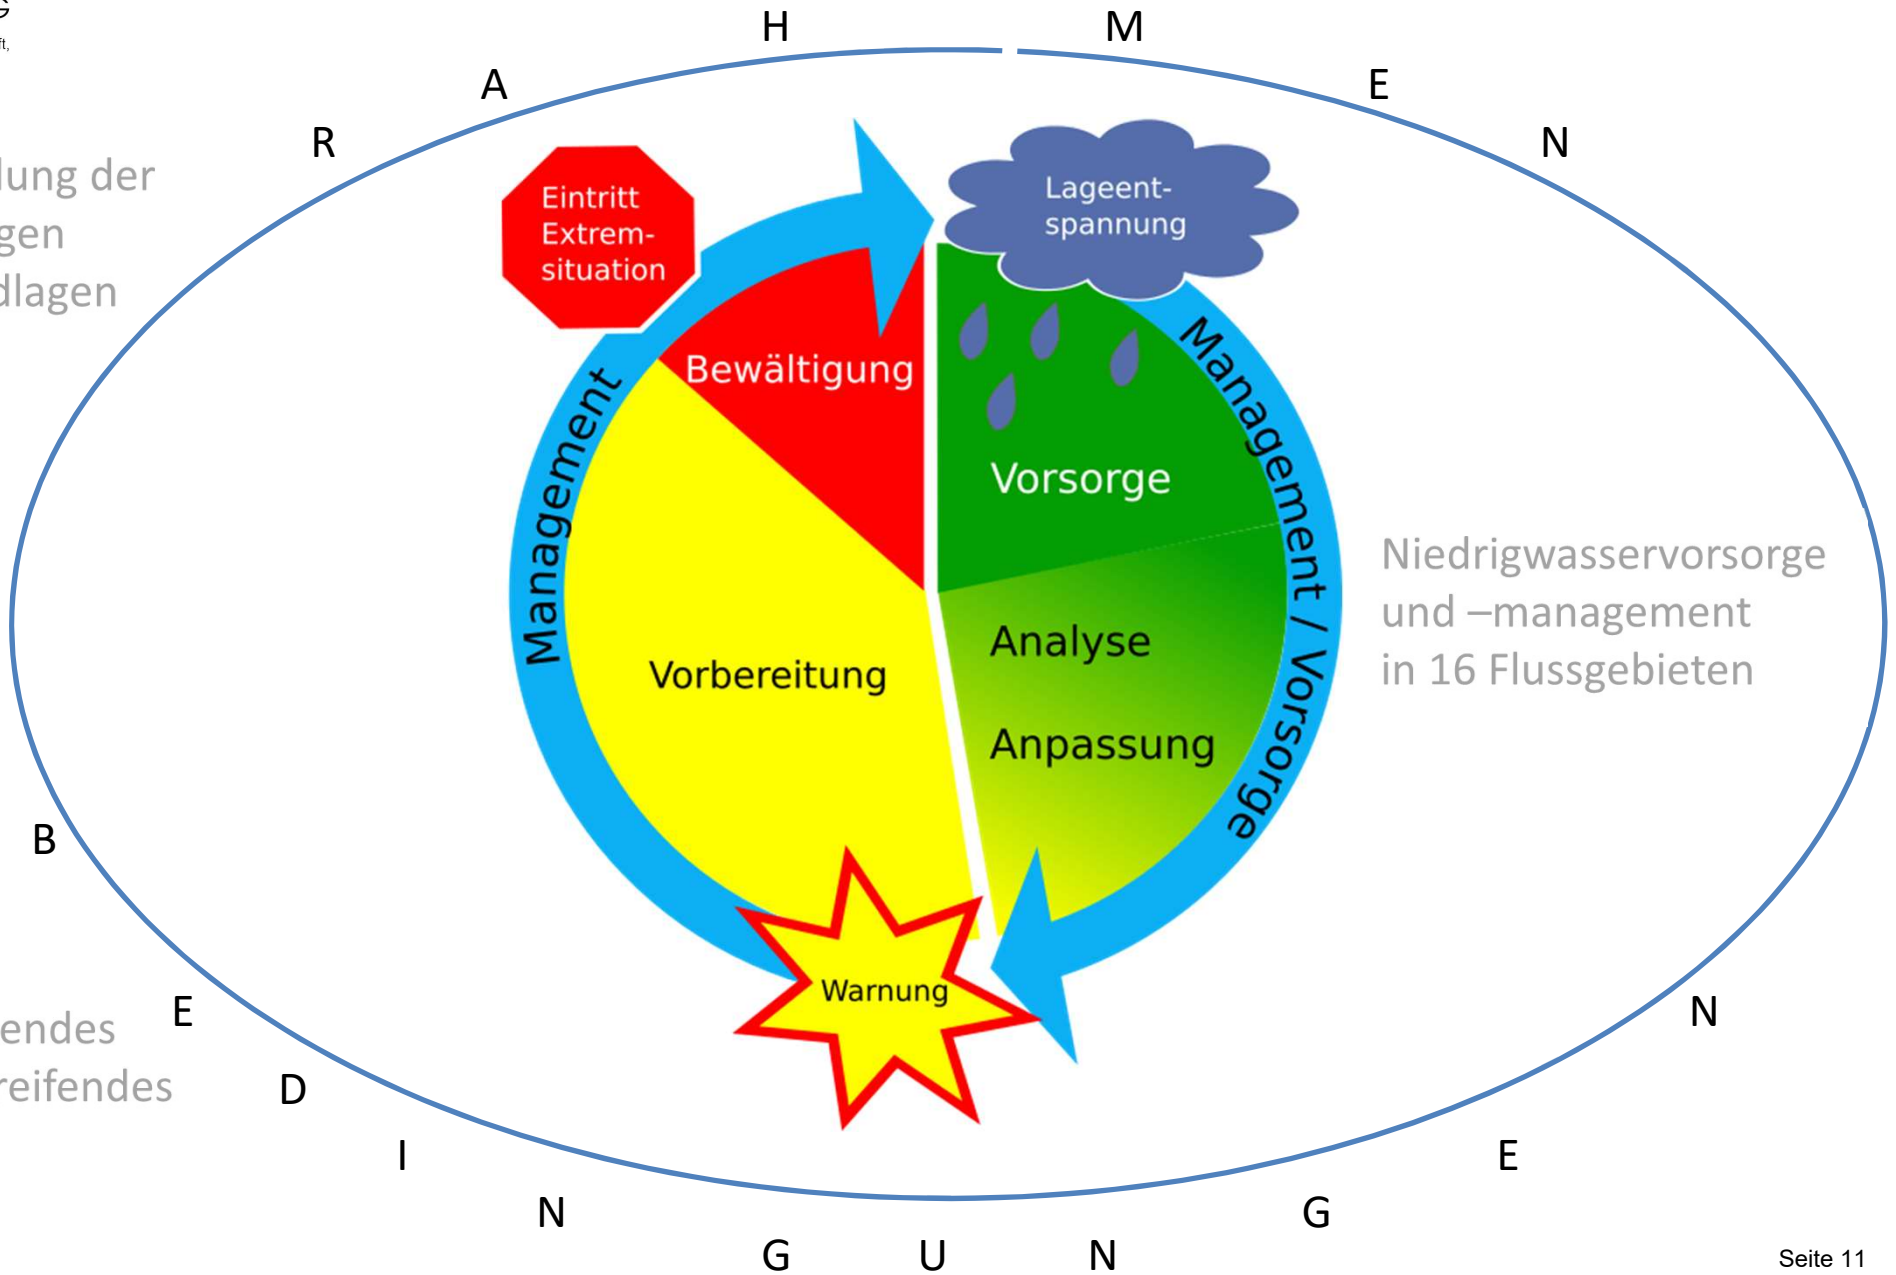 G
ft,
R A H M E N
B E D I N G U N G E N
lung der
gen
dlagen
Eintritt
Extrem-
situation
Lageent-
spannung
Bewältigung
Vorsorge
Management
Management / Vorsorge
Analyse
Anpassung
Vorbereitung
Warnung
Niedrigwasservorsorge
und –management
in 16 Flussgebieten
endes
reifendes
Seite 11